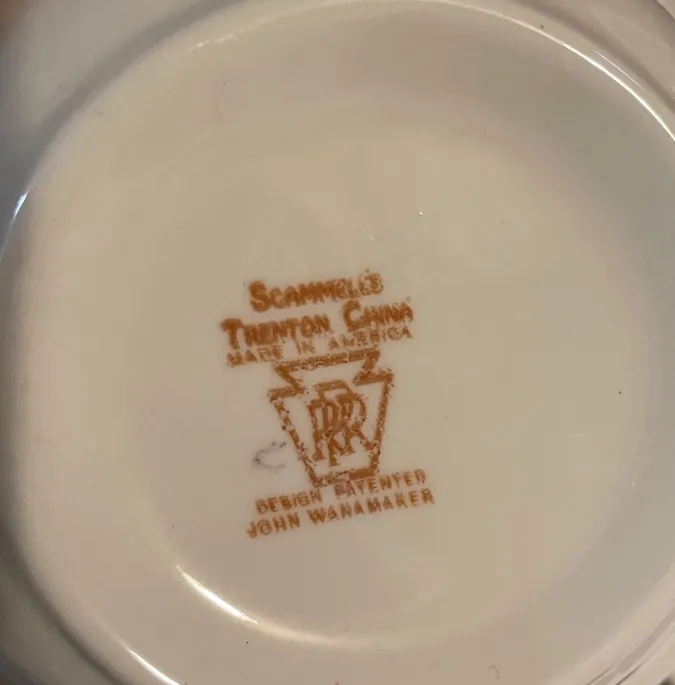 SCAMMELL'S
TRENTON CHINA
MADE IN AMERICA
PRR
DESIGN PATENTED
JOHN WANAMAKER